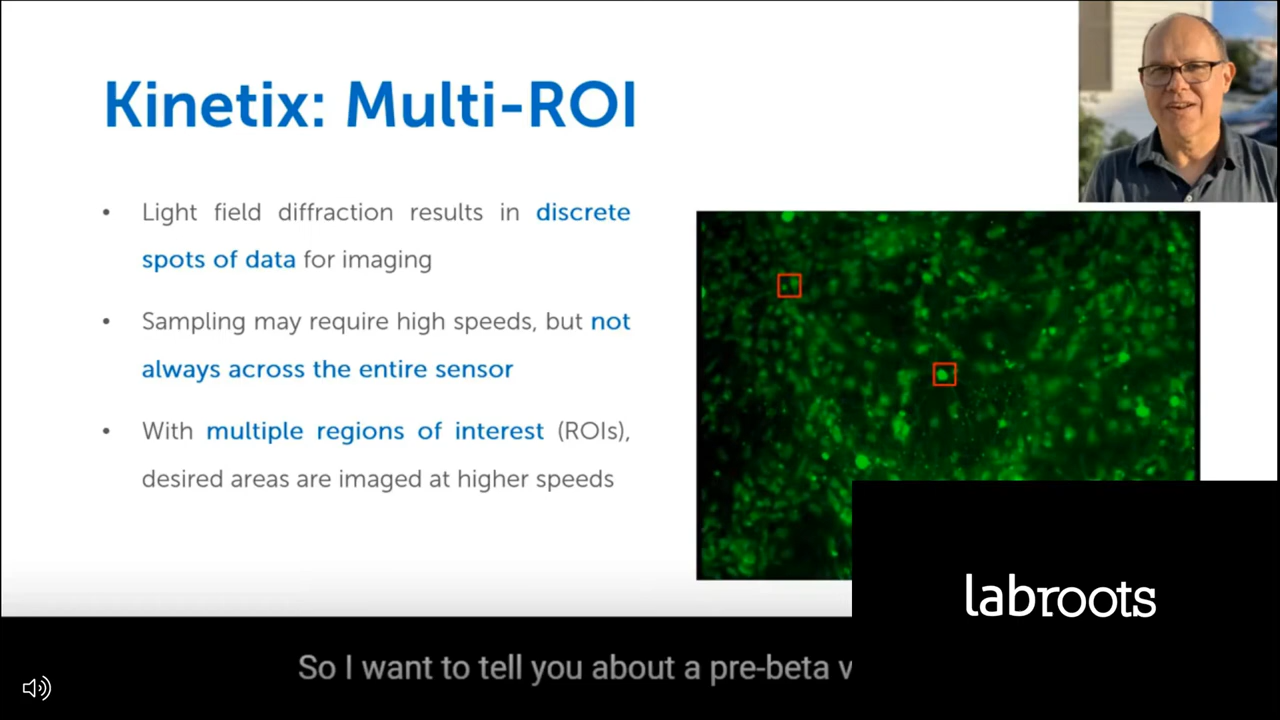 Kinetix: Multi-ROI
• Light field diffraction results in discrete
spots of data for imaging
• Sampling may require high speeds, but not
always across the entire sensor
• With multiple regions of interest (ROIs),
desired areas are imaged at higher speeds
labroots
So I want to tell you about a pre-beta